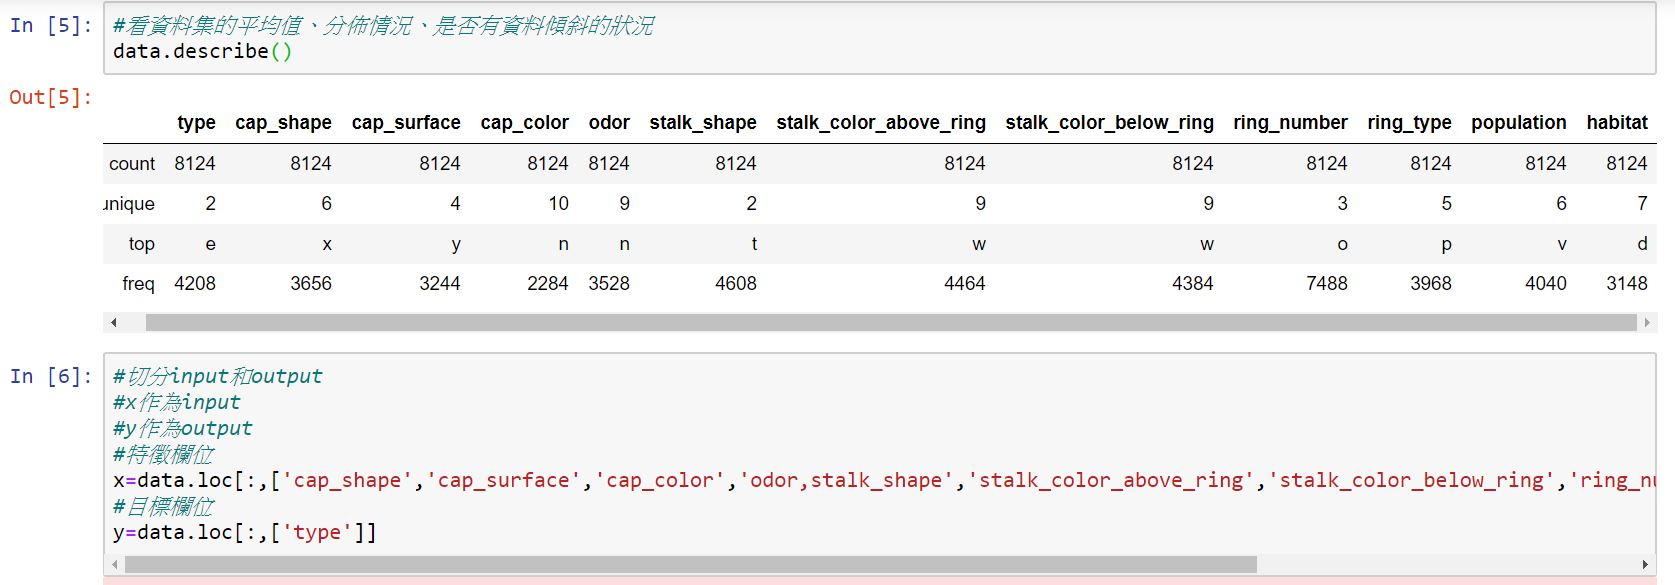 In [5]: #看資料集的平均值、分佈情況、是否有資料傾斜的狀況
data.describe()
Out[5]:
type cap_shape cap_surface cap_color odor stalk_shape stalk_color_above_ring stalk_color_below_ring ring_number ring_type population habitat
count 8124 8124 8124 8124 8124 8124 8124 8124 8124 8124 8124 8124
unique 2 6 4 10 9 2 9 9 3 5 6 7
top e x y n n t w w o p v d
freq 4208 3656 3244 2284 3528 4608 4464 4384 7488 3968 4040 3148
In [6]: #切分input和output
#x作為input
#y作為output
#特徵欄位
x=data.loc[:,['cap_shape','cap_surface','cap_color','odor,stalk_shape','stalk_color_above_ring','stalk_color_below_ring','ring_nu
#目標欄位
y=data.loc[:,['type']]